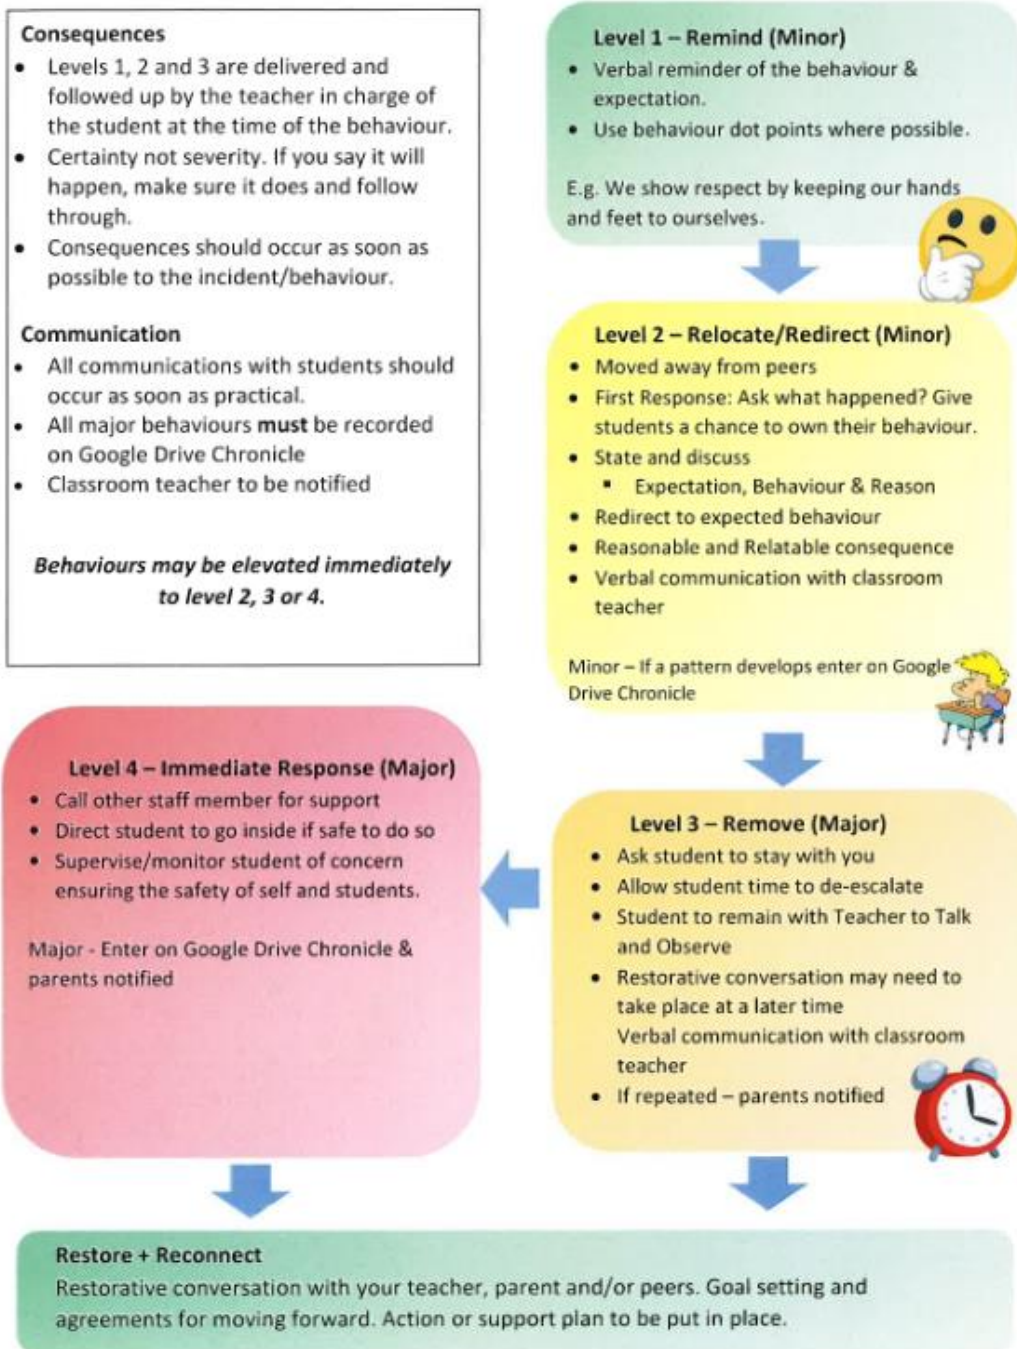 Consequences
Levels 1, 2 and 3 are delivered and
followed up by the teacher in charge of
the student at the time of the behaviour.
Certainty not severity. If you say it will
happen, make sure it does and follow
through.
Consequences should occur as soon as
possible to the incident/behaviour.
Communication
All communications with students should
occur as soon as practical.
All major behaviours must be recorded
on Google Drive Chronicle
Classroom teacher to be notified
Behaviours may be elevated immediately
to level 2, 3 or 4.
Level 1 – Remind (Minor)
Verbal reminder of the behaviour &
expectation.
Use behaviour dot points where possible.
E.g. We show respect by keeping our hands
and feet to ourselves.
Level 2 – Relocate/Redirect (Minor)
Moved away from peers
First Response: Ask what happened? Give
students a chance to own their behaviour.
State and discuss
Expectation, Behaviour & Reason
Redirect to expected behaviour
Reasonable and Relatable consequence
Verbal communication with classroom
teacher
Minor – If a pattern develops enter on Google
Drive Chronicle
Level 3 – Remove (Major)
Ask student to stay with you
Allow student time to de-escalate
Student to remain with Teacher to Talk
and Observe
Restorative conversation may need to
take place at a later time
Verbal communication with classroom
teacher
If repeated – parents notified
Level 4 – Immediate Response (Major)
Call other staff member for support
Direct student to go inside if safe to do so
Supervise/monitor student of concern
ensuring the safety of self and students.
Major - Enter on Google Drive Chronicle &
parents notified
Restore + Reconnect
Restorative conversation with your teacher, parent and/or peers. Goal setting and
agreements for moving forward. Action or support plan to be put in place.